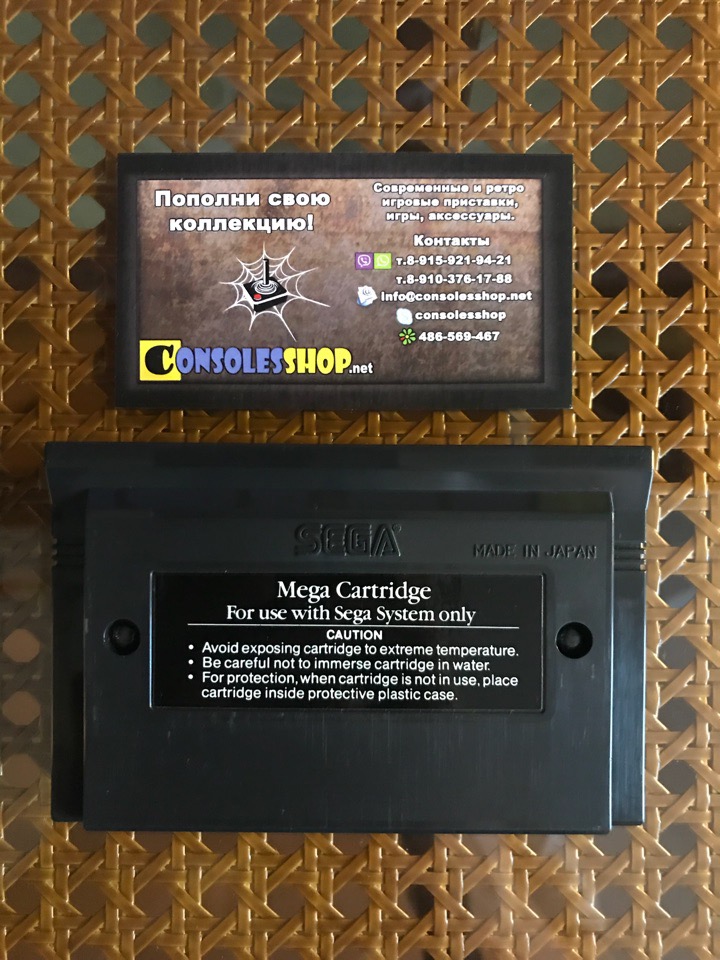 Пополни свою
коллекцию!
CONSOLESSHOP.net
Современные и ретро
игровые приставки,
игры, аксессуары.
Контакты
т.8-915-921-94-21
т.8-910-376-17-88
info@consolesshop.net
consolesshop
486-569-467
SEGA®
MADE IN JAPAN
Mega Cartridge
For use with Sega System only
CAUTION
• Avoid exposing cartridge to extreme temperature.
• Be careful not to immerse cartridge in water.
• For protection, when cartridge is not in use, place
cartridge inside protective plastic case.